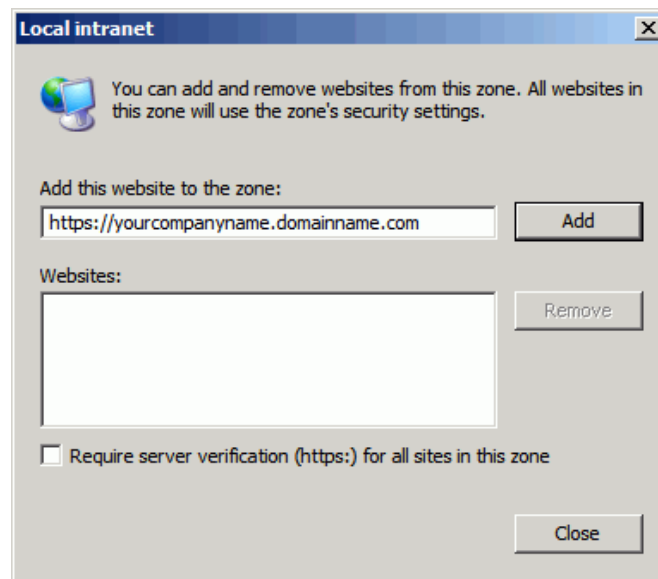 Local intranet
You can add and remove websites from this zone. All websites in
this zone will use the zone's security settings.
Add this website to the zone:
https://yourcompanyname.domainname.com
Add
Websites:
Remove
Require server verification (https:) for all sites in this zone
Close